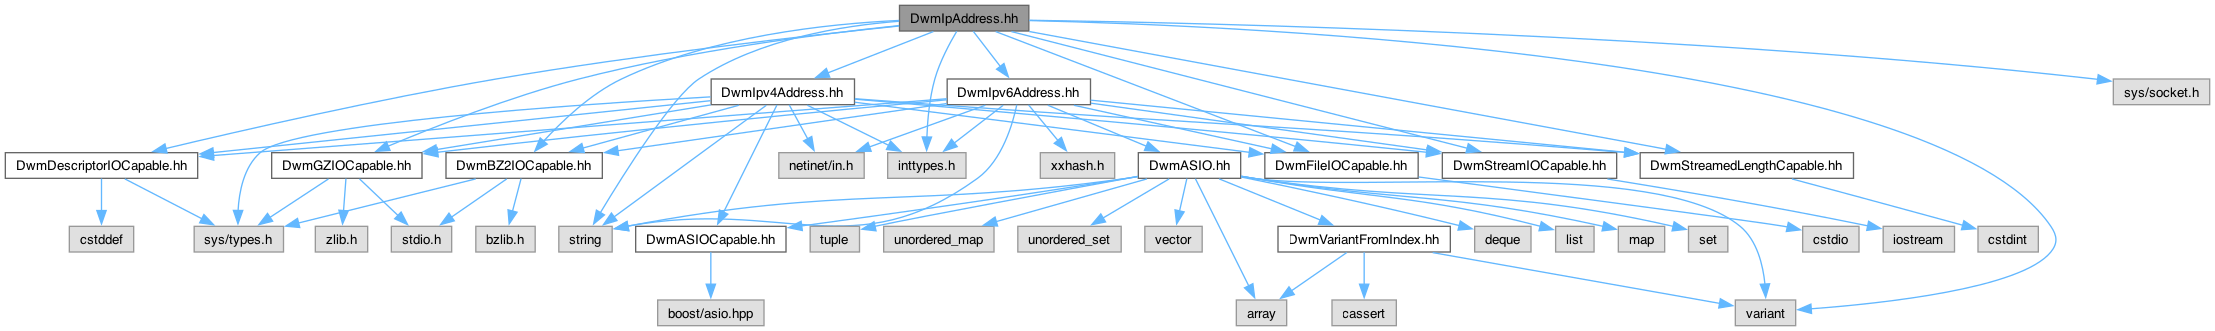 DwmIpAddress.hh
DwmIpv4Address.hh
DwmIpv6Address.hh
sys/socket.h
DwmDescriptorIOCapable.hh
DwmGZIOCapable.hh
DwmBZ2IOCapable.hh
netinet/in.h
inttypes.h
xxhash.h
DwmASIO.hh
DwmFileIOCapable.hh
DwmStreamIOCapable.hh
DwmStreamedLengthCapable.hh
cstddef
sys/types.h
zlib.h
stdio.h
bzlib.h
string
DwmASIOCapable.hh
tuple
unordered_map
unordered_set
vector
DwmVariantFromIndex.hh
deque
list
map
set
cstdio
iostream
cstdint
boost/asio.hpp
array
cassert
variant